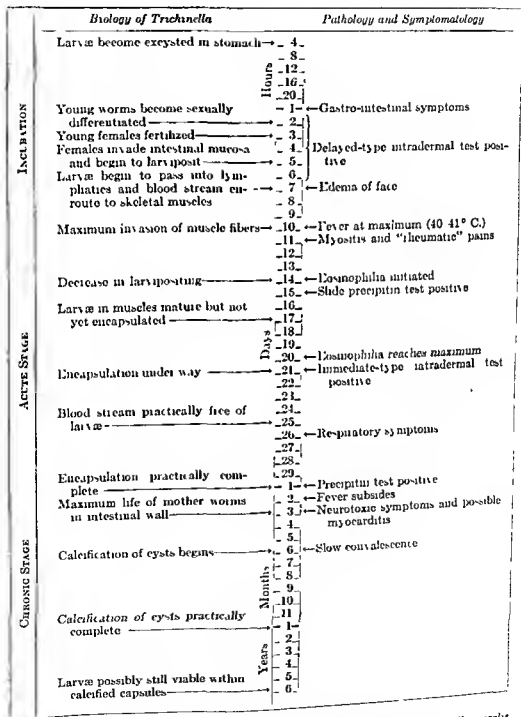 Biology of Trichinella Pathology and Symptomatology
Larvæ become excysted in stomach 4
8
12
16
20
Hours
1 Gastro-intestinal symptoms
Young worms become sexually
differentiated 2
Young females fertilized 3
Females invade intestinal mucosa 4 Delayed-type intradermal test posi-
and begin to larviposit 5 tive
Larvæ begin to pass into lym- 6
phatics and blood stream en- 7 Edema of face
route to skeletal muscles 8
9
Maximum invasion of muscle fibers 10 Fever at maximum (40 41° C.)
11 Myositis and "rheumatic" pains
12
13
Decrease in larvipositing 14 Eosinophilia initiated
15 Slide precipitin test positive
Larvæ in muscles mature but not 16
yet encapsulated 17
18
Days
19
20 Eosinophilia reaches maximum
Encapsulation under way 21 Immediate-type intradermal test
22 positive
23
Blood stream practically free of 24
larvæ 25
26 Respiratory symptoms
27
28
Encapsulation practically com- 29
plete 1 Precipitin test positive
Maximum life of mother worms 2 Fever subsides
in intestinal wall 3 Neurotoxic symptoms and possible
4 myocarditis
5
Calcification of cysts begins 6 Slow convalescence
7
8
9
10
11
Months
Calcification of cysts practically
complete 1
2
3
4
5
Years
Larvæ possibly still viable within
calcified capsules 6
INCUBATION
ACUTE STAGE
CHRONIC STAGE